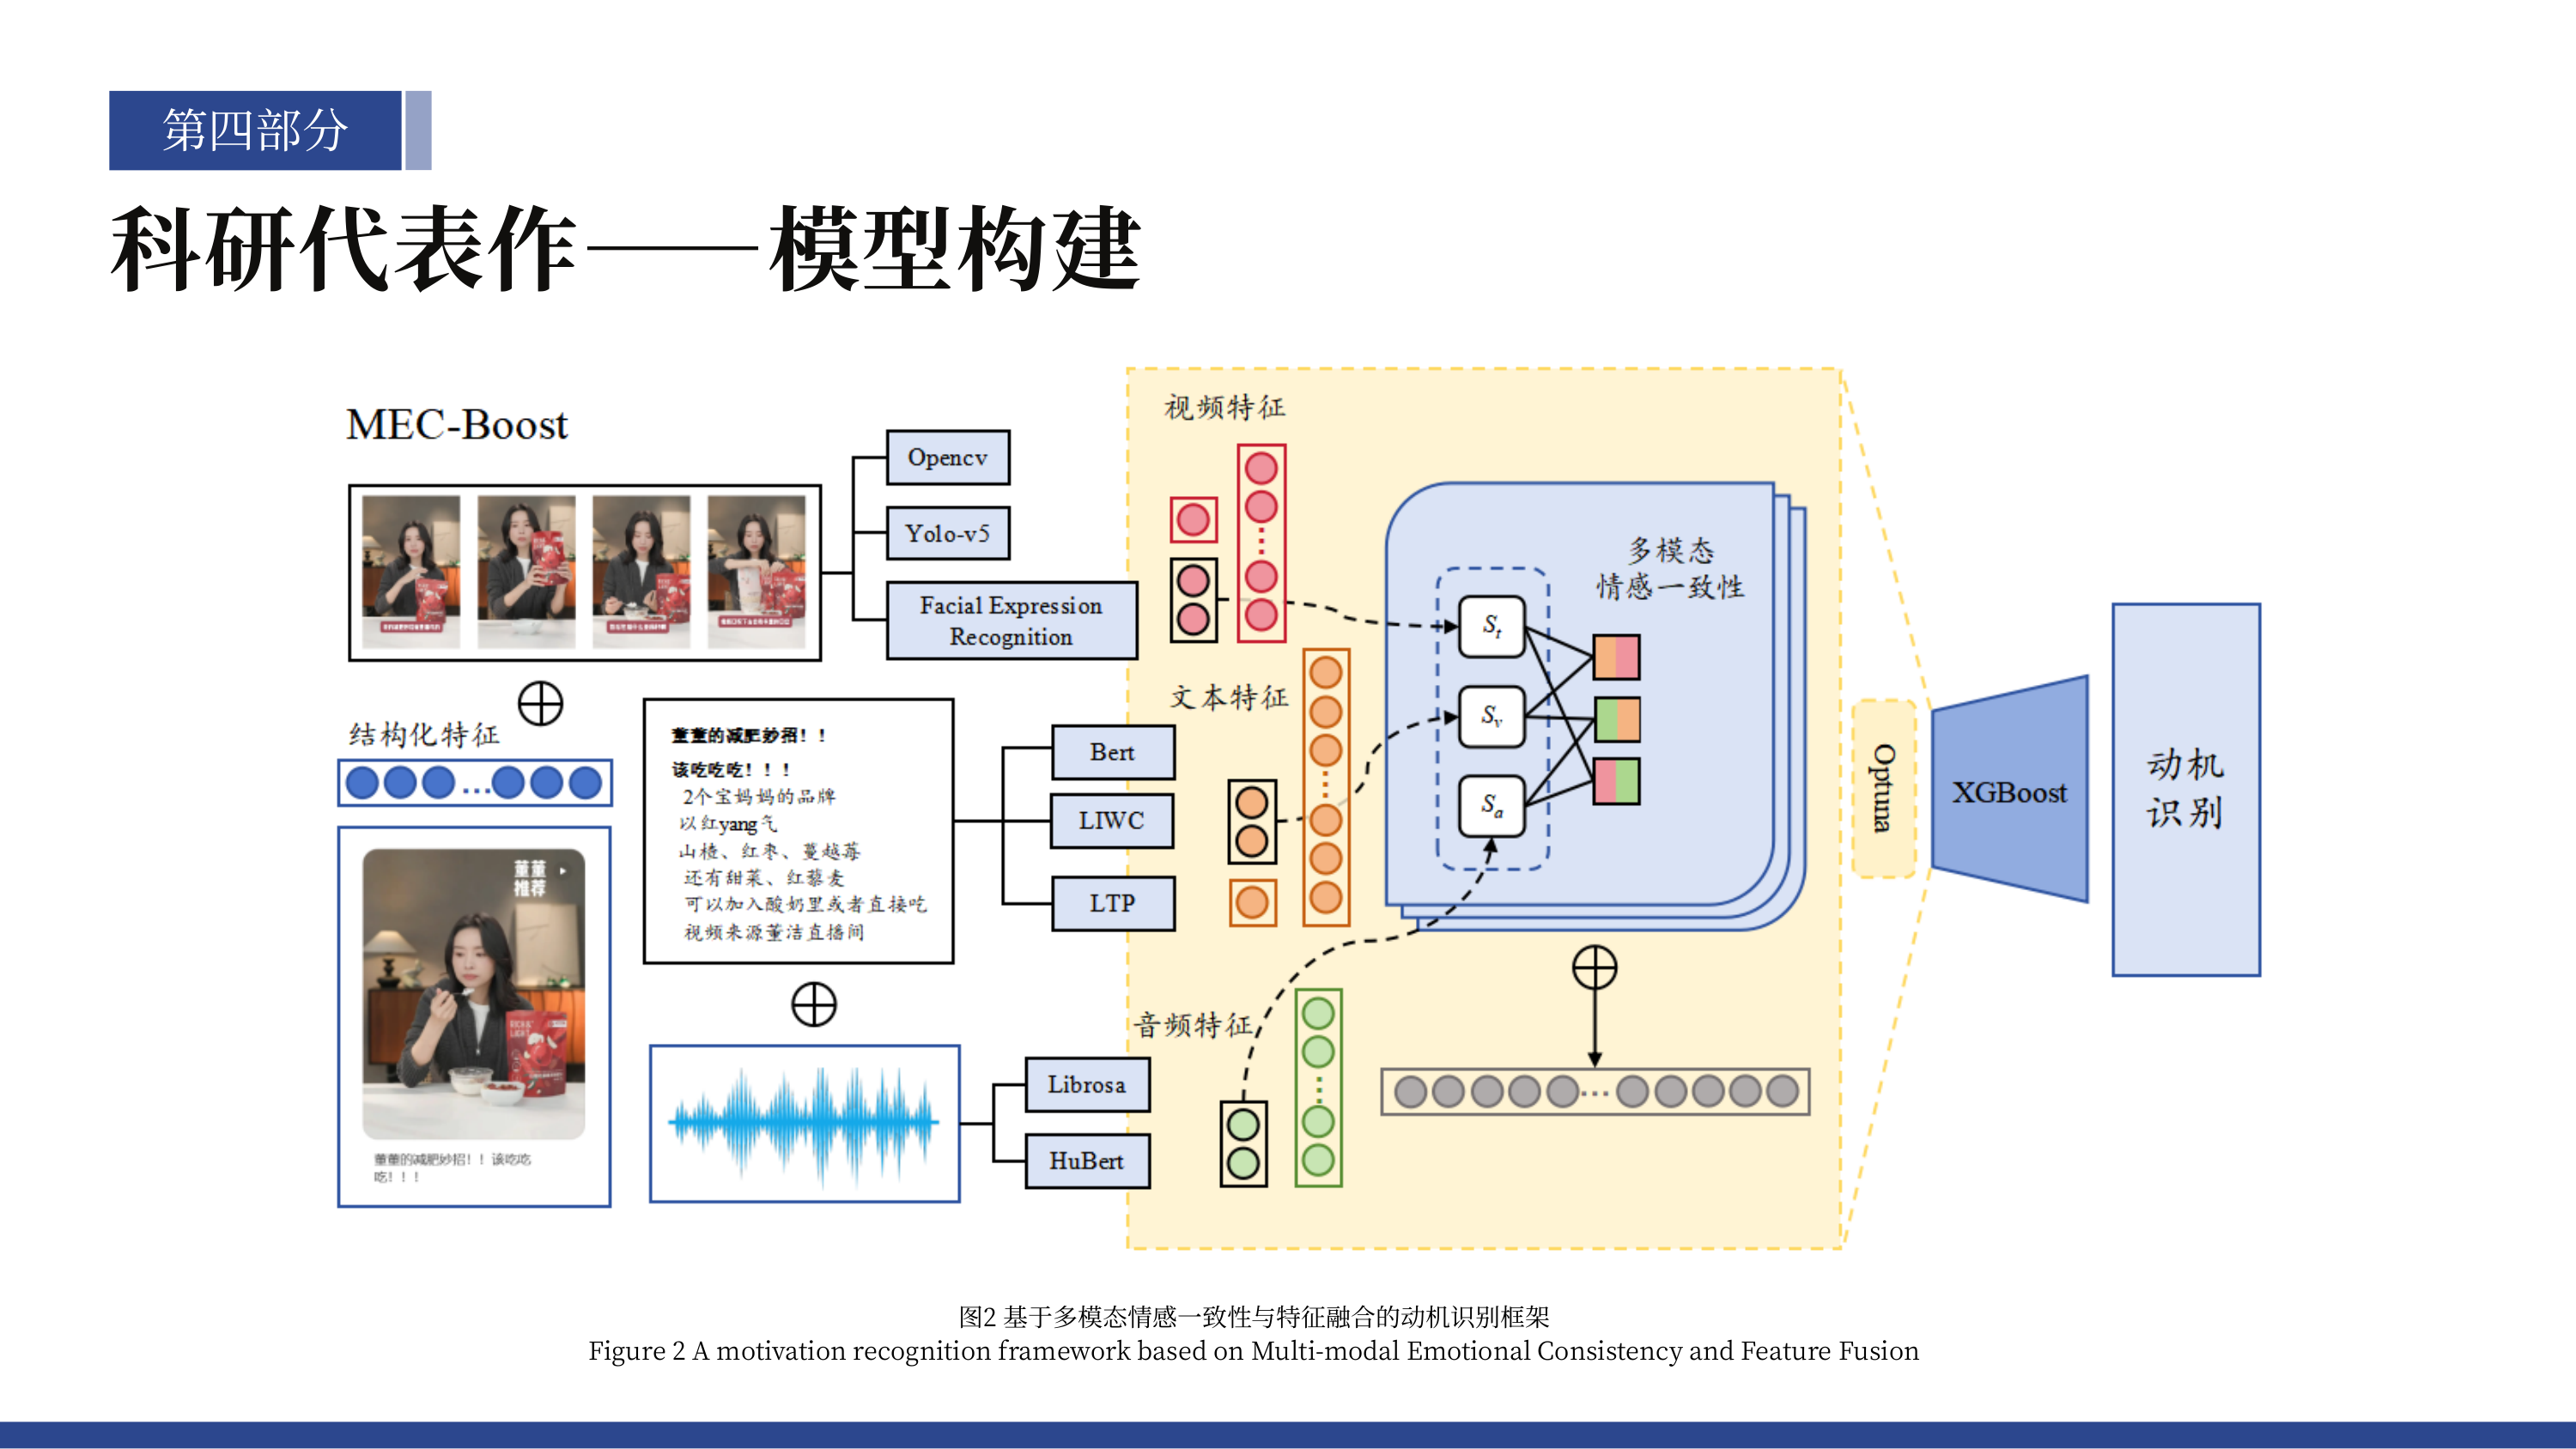 第四部分
科研代表作——模型构建
MEC-Boost
Opencv
Yolo-v5
Facial Expression
Recognition
结构化特征
董董
推荐
董董的减肥妙招！！该吃吃
吃！！！
董董的减肥妙招！！
该吃吃吃！！！
2个宝妈妈的品牌
以红yang气
山楂、红枣、蔓越莓
还有甜菜、红藜麦
可以加入酸奶里或者直接吃
视频来源董洁直播间
Bert
LIWC
LTP
Librosa
HuBert
视频特征
文本特征
音频特征
多模态
情感一致性
St
Sv
Sa
Optuna
XGBoost
动机
识别
图2 基于多模态情感一致性与特征融合的动机识别框架
Figure 2 A motivation recognition framework based on Multi-modal Emotional Consistency and Feature Fusion